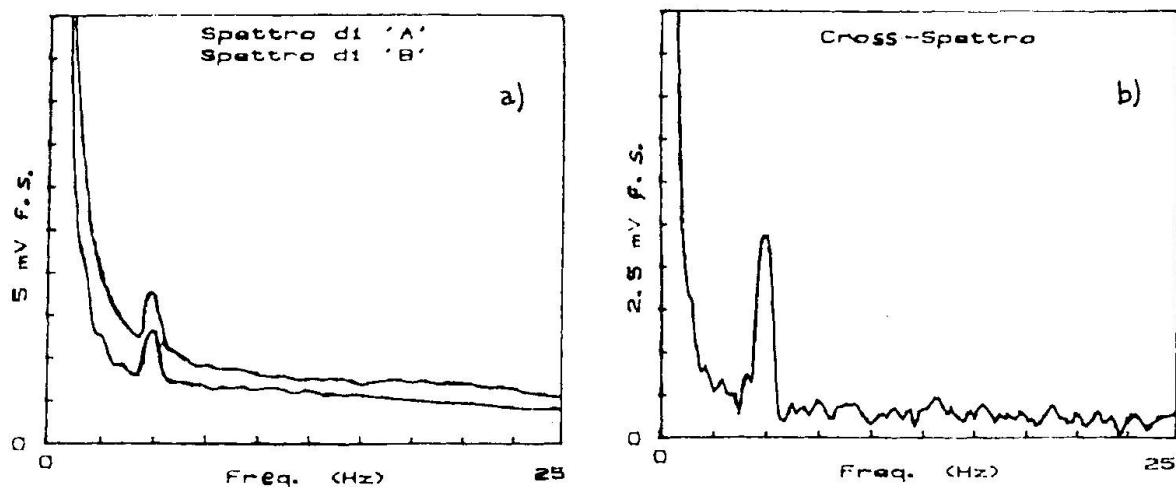 Spettro di 'A'
Spettro di 'B'
a)
5 mV f.s.
0
0
Freq. (Hz)
25
Cross-Spettro
b)
2.5 mV f.s.
0
0
Freq. (Hz)
25